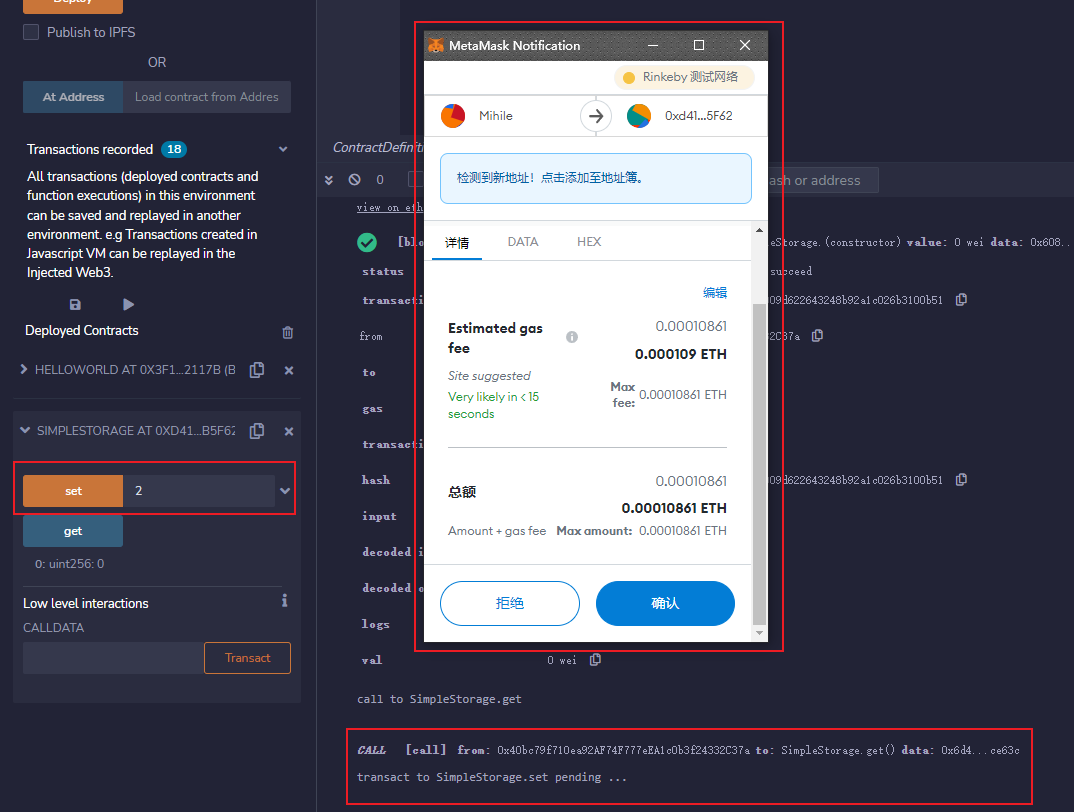 Deploy
Publish to IPFS
OR
At Address
Load contract from Addres
Transactions recorded 18
All transactions (deployed contracts and
function executions) in this environment
can be saved and replayed in another
environment. e.g Transactions created in
Javascript VM can be replayed in the
Injected Web3.
Deployed Contracts
HELLOWORLD AT 0X3F1...2117B (B
SIMPLESTORAGE AT 0XD41...B5F62
set
2
get
0: uint256: 0
Low level interactions
CALLDATA
Transact
MetaMask Notification
Rinkeby 测试网络
Mihile
0xd41...5F62
检测到新地址!点击添加至地址簿。
详情
DATA
HEX
编辑
Estimated gas
fee
0.00010861
0.000109 ETH
Site suggested
Very likely in < 15
seconds
Max
fee:
0.00010861 ETH
总额
0.00010861
0.00010861 ETH
Amount + gas fee
Max amount: 0.00010861 ETH
拒绝
确认
ContractDefiniti
0
ash or address
view on eth
[blo
leStorage.(constructor) value: 0 wei data: 0x608..
status
succeed
transacti
09d622643248b92a1c026b3100b51
from
2C37a
to
gas
transacti
hash
09d622643248b92a1c026b3100b51
input
decoded i
decoded o
logs
val
0 wei
call to SimpleStorage.get
CALL [call] from: 0x40bc79f710ea92AF74F777eEA1c0b3f24332C37a to: SimpleStorage.get() data: 0x6d4...ce63c
transact to SimpleStorage.set pending ...